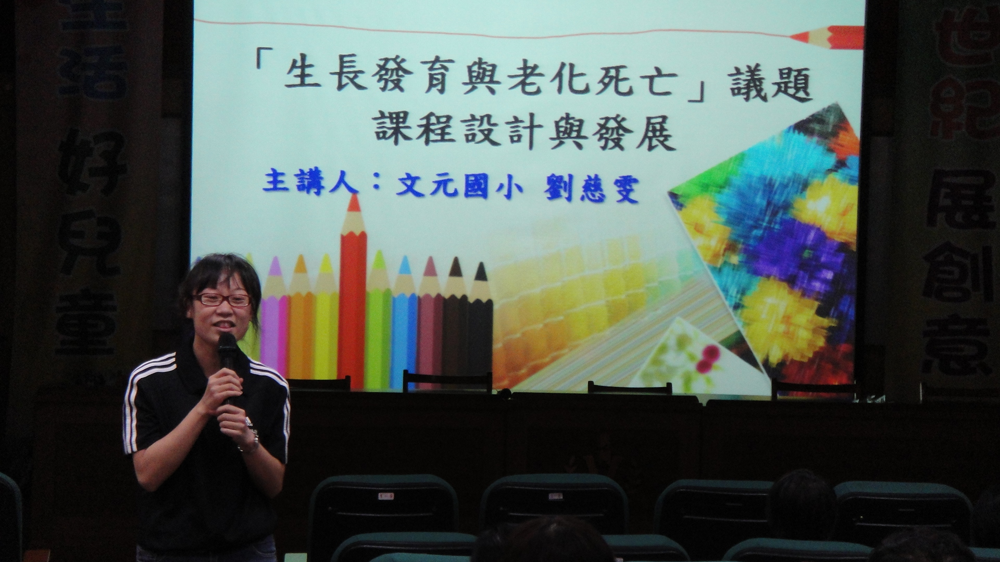 「生長發育與老化死亡」議題
課程設計與發展
主講人：文元國小 劉慈雯
生活 好兒童
世紀 展創意